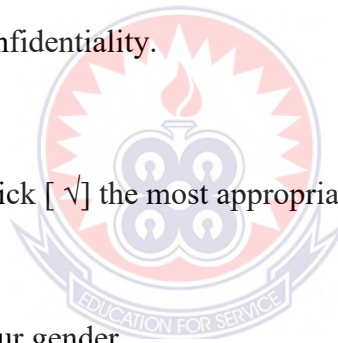 nfidentiality.
ick [ √] the most appropria
EDUCATION FOR SERVICE
ur gender